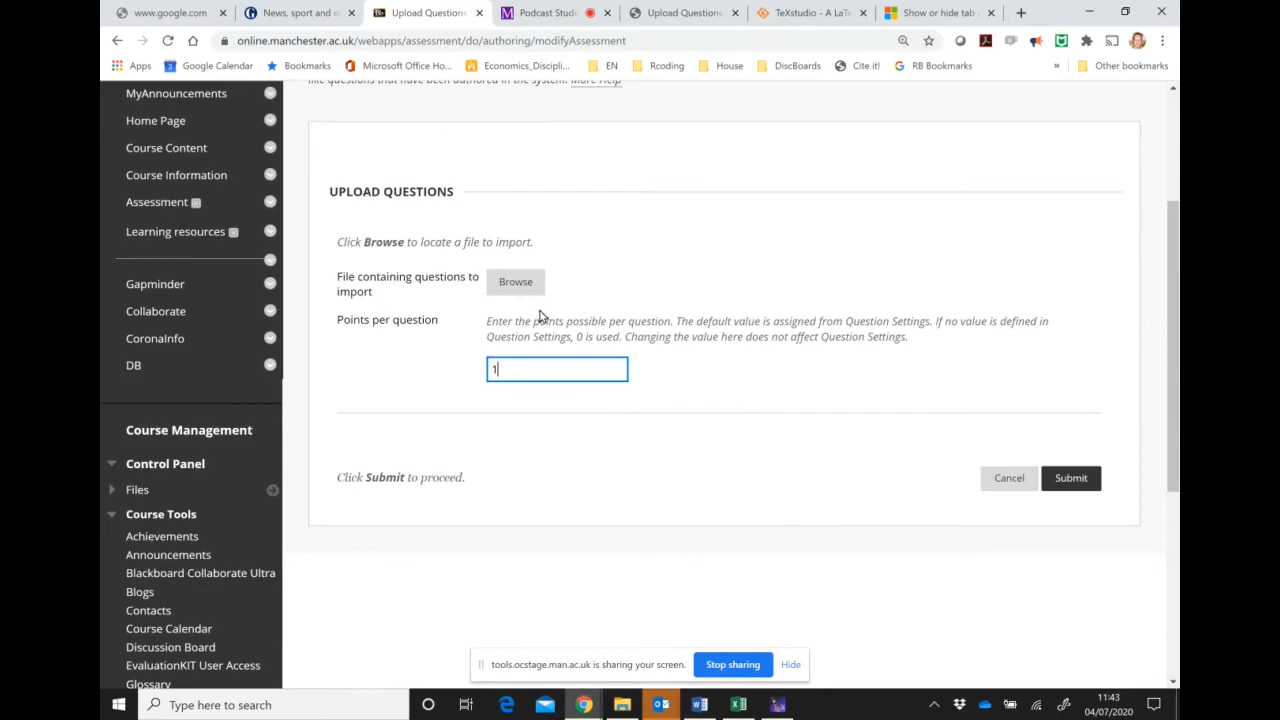 www.google.com
News, sport and o
Upload Questions
Podcast Studi
Upload Questions
TeXstudio - A LaTe
Show or hide tab i
online.manchester.ac.uk/webapps/assessment/do/authoring/modifyAssessment
Apps
Google Calendar
Bookmarks
Microsoft Office Ho...
Economics_Discipli...
EN
Rcoding
House
DiscBoards
Cite it!
RB Bookmarks
»
Other bookmarks
like questions that have been authored in the system. More Help
MyAnnouncements
Home Page
Course Content
Course Information
Assessment
Learning resources
Gapminder
Collaborate
CoronaInfo
DB
Course Management
Control Panel
Files
Course Tools
Achievements
Announcements
Blackboard Collaborate Ultra
Blogs
Contacts
Course Calendar
Discussion Board
EvaluationKIT User Access
Glossary
UPLOAD QUESTIONS
Click Browse to locate a file to import.
File containing questions to
import
Browse
Points per question
Enter the points possible per question. The default value is assigned from Question Settings. If no value is defined in
Question Settings, 0 is used. Changing the value here does not affect Question Settings.
1
Click Submit to proceed.
Cancel
Submit
tools.ocstage.man.ac.uk is sharing your screen.
Stop sharing
Hide
Type here to search
11:43
04/07/2020